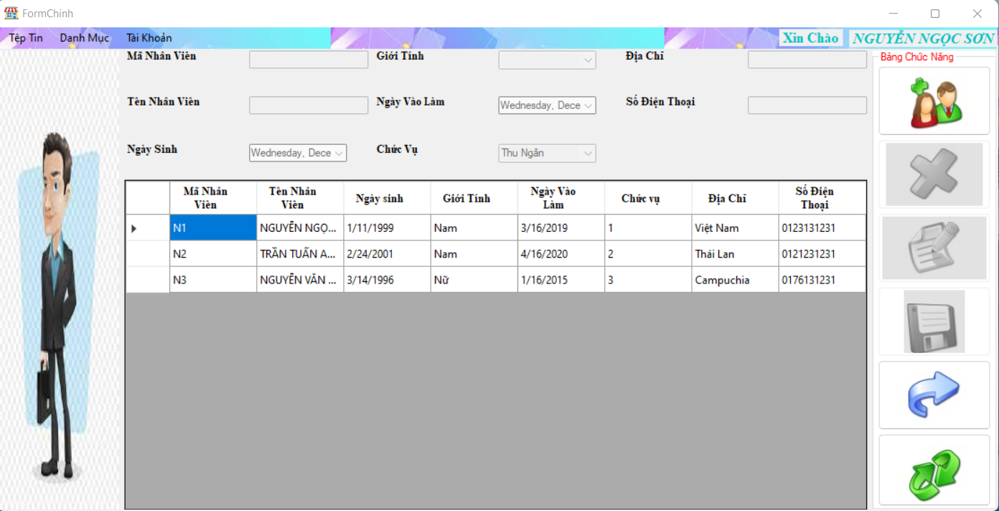 FormChinh
Tệp Tin Danh Mục Tài Khoản Xin Chào NGUYỄN NGỌC SƠN
Mã Nhân Viên Giới Tính Địa Chỉ Bảng Chức Năng
Tên Nhân Viên Ngày Vào Làm Wednesday, Dece Số Điện Thoại
Ngày Sinh Wednesday, Dece Chức Vụ Thu Ngân
Mã Nhân Viên Tên Nhân Viên Ngày sinh Giới Tính Ngày Vào Làm Chức vụ Địa Chỉ Số Điện Thoại
N1 NGUYỄN NGỌ... 1/11/1999 Nam 3/16/2019 1 Việt Nam 0123131231
N2 TRẦN TUẤN A... 2/24/2001 Nam 4/16/2020 2 Thái Lan 0121231231
N3 NGUYỄN VĂN ... 3/14/1996 Nữ 1/16/2015 3 Campuchia 0176131231